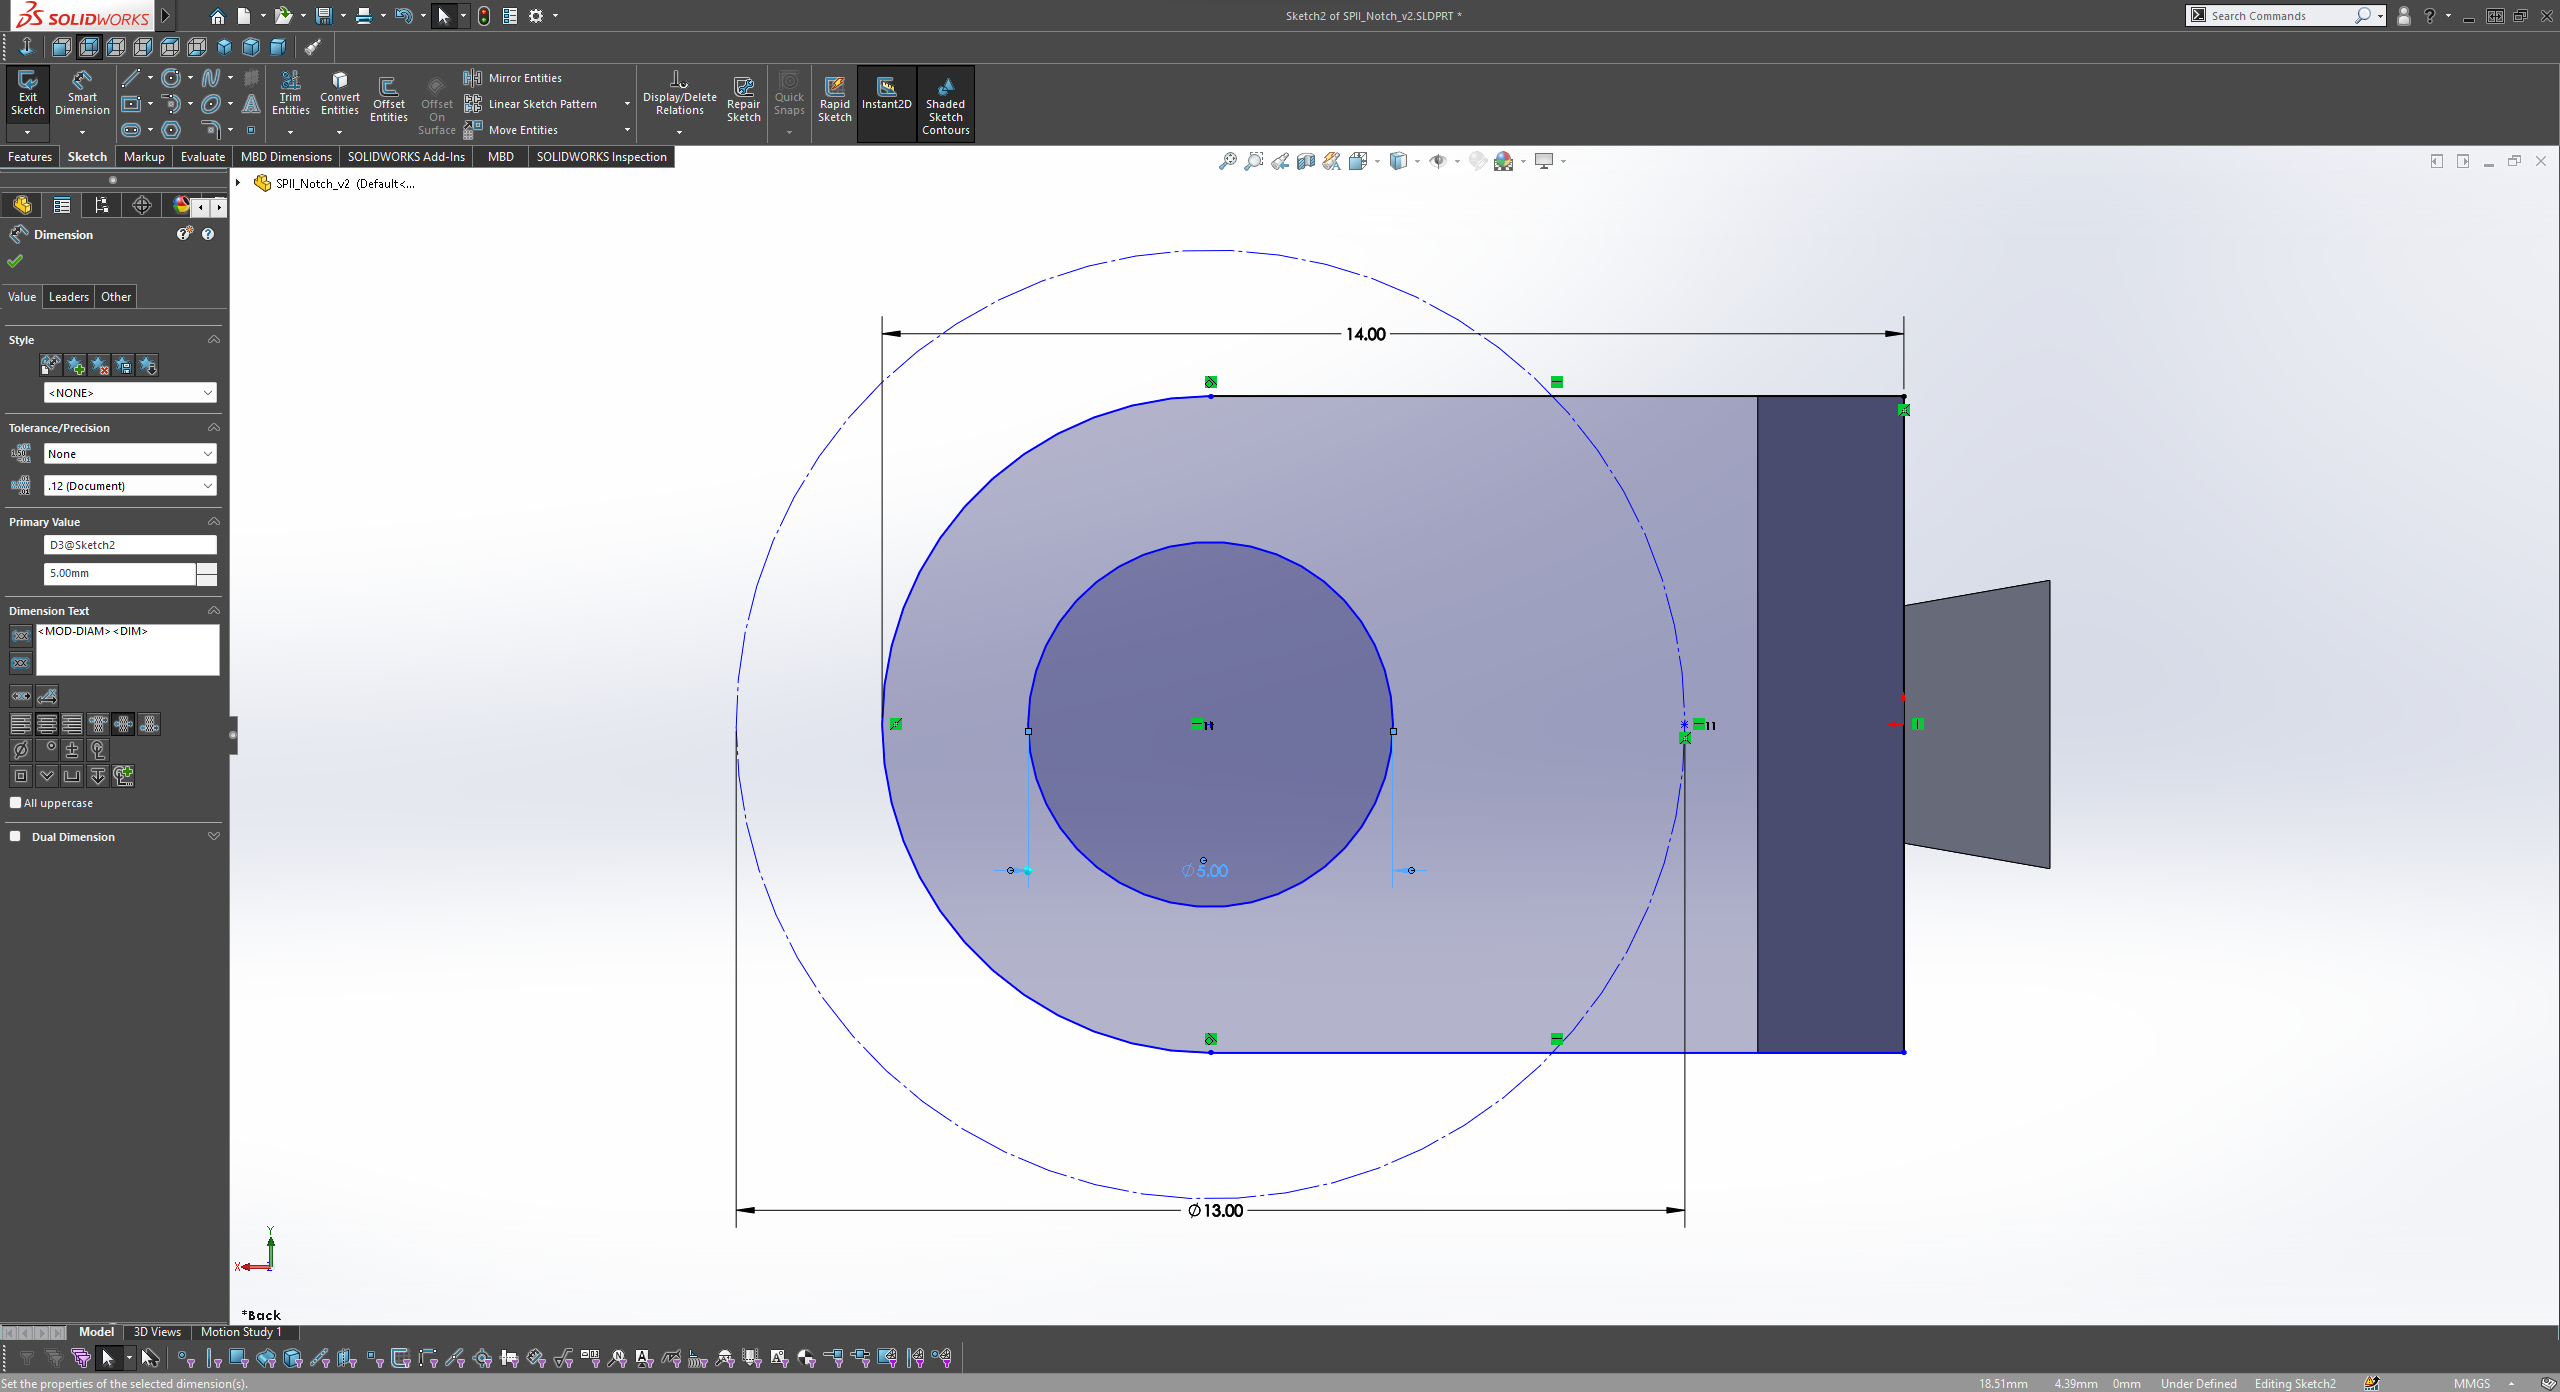 SOLIDWORKS
Sketch2 of SPII_Notch_v2.SLDPRT *
Search Commands
Exit Sketch
Smart Dimension
Trim Entities
Convert Entities
Offset Entities
Offset On Surface
Mirror Entities
Linear Sketch Pattern
Move Entities
Display/Delete Relations
Repair Sketch
Quick Snaps
Rapid Sketch
Instant2D
Shaded Sketch Contours
Features Sketch Markup Evaluate MBD Dimensions SOLIDWORKS Add-Ins MBD SOLIDWORKS Inspection
SPII_Notch_v2 (Default<...
Dimension
Value Leaders Other
Style
<NONE>
Tolerance/Precision
None
.12 (Document)
Primary Value
D3@Sketch2
5.00mm
Dimension Text
<MOD-DIAM><DIM>
All uppercase
Dual Dimension
14.00
11
11
∅5.00
∅13.00
Y
X
Z
*Back
Model 3D Views Motion Study 1
Set the properties of the selected dimension(s).
18.51mm 4.39mm 0mm Under Defined Editing Sketch2 MMGS